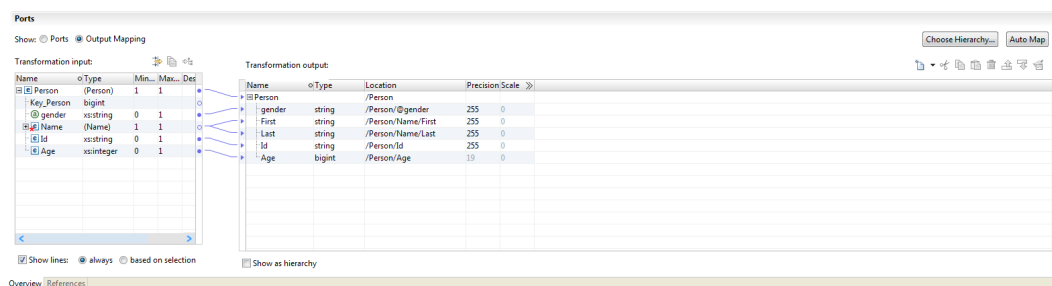 Ports
Show: Ports Output Mapping Choose Hierarchy... Auto Map
Transformation input: Transformation output:
Name Type Min... Max... Des
Person (Person) 1 1
Key_Person bigint
gender xs:string 0 1
Name (Name) 1 1
Id xs:string 0 1
Age xs:integer 0 1
Name Type Location Precision Scale
Person /Person
gender string /Person/@gender 255 0
First string /Person/Name/First 255 0
Last string /Person/Name/Last 255 0
Id string /Person/Id 255 0
Age bigint /Person/Age 19 0
Show lines: always based on selection
Show as hierarchy
Overview References